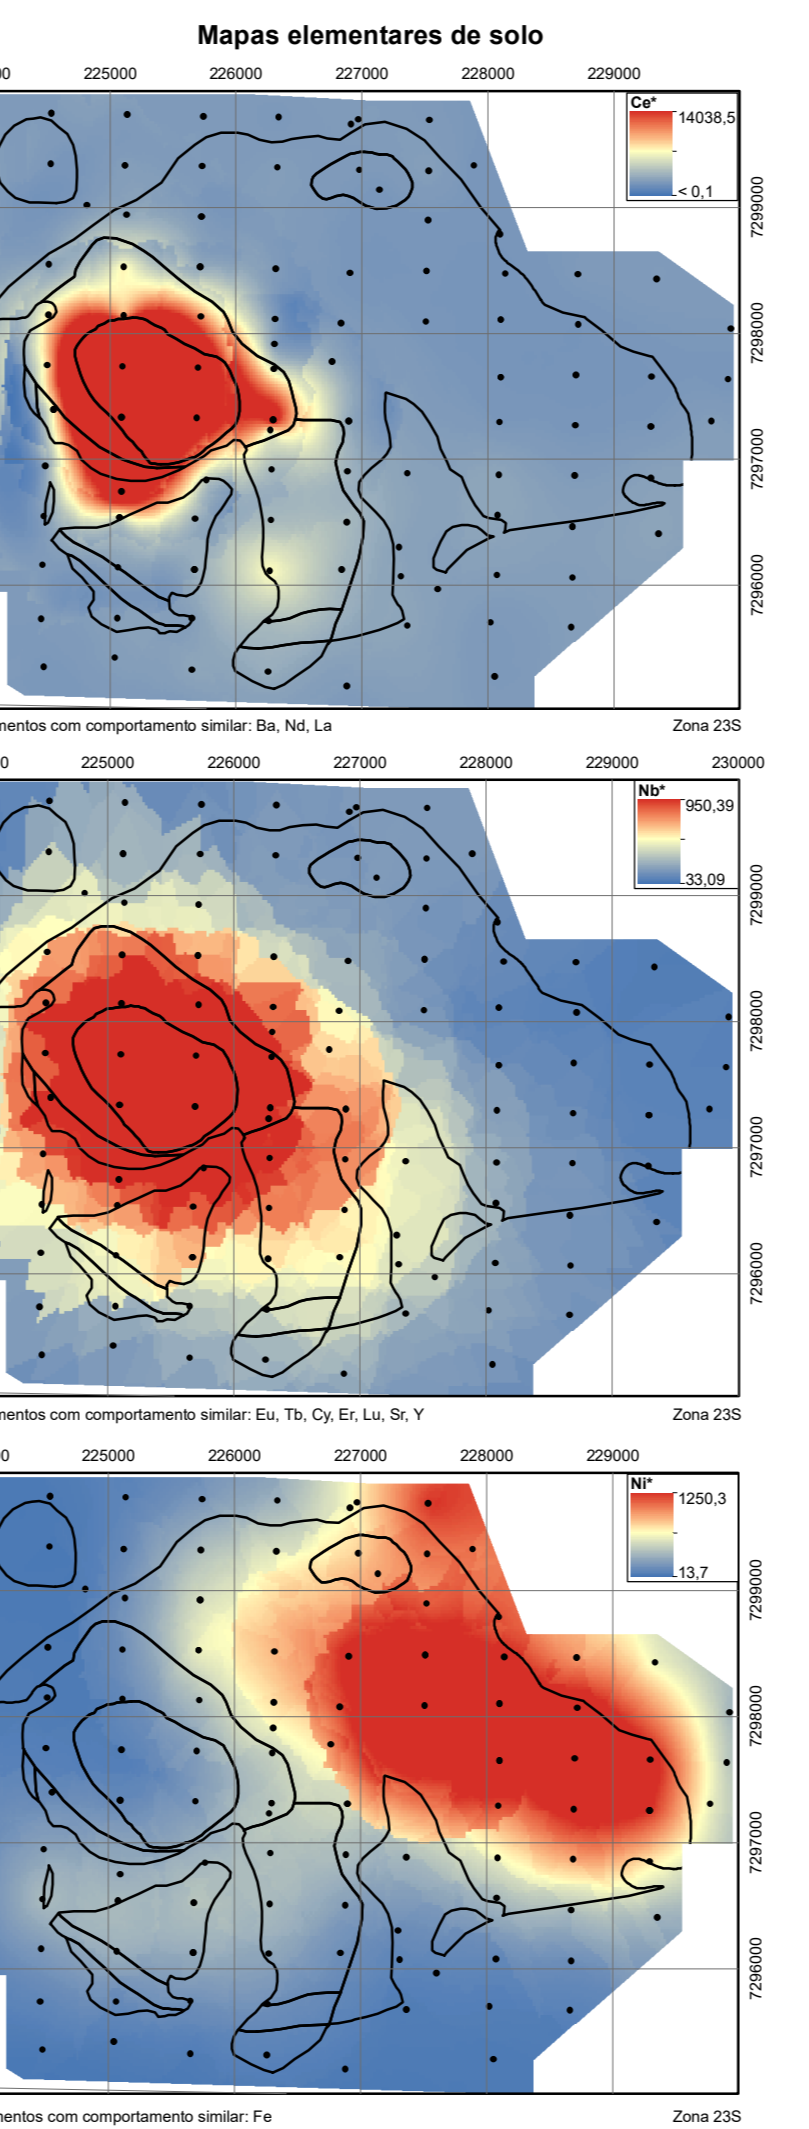 Mapas elementares de solo
00 225000 226000 227000 228000 229000
Ce*
14038,5
< 0,1
7299000
7298000
7297000
7296000
mentos com comportamento similar: Ba, Nd, La Zona 23S
0 225000 226000 227000 228000 229000 230000
Nb*
950,39
33,09
7299000
7298000
7297000
7296000
mentos com comportamento similar: Eu, Tb, Cy, Er, Lu, Sr, Y Zona 23S
0 225000 226000 227000 228000 229000
Ni*
1250,3
13,7
7299000
7298000
7297000
7296000
mentos com comportamento similar: Fe Zona 23S